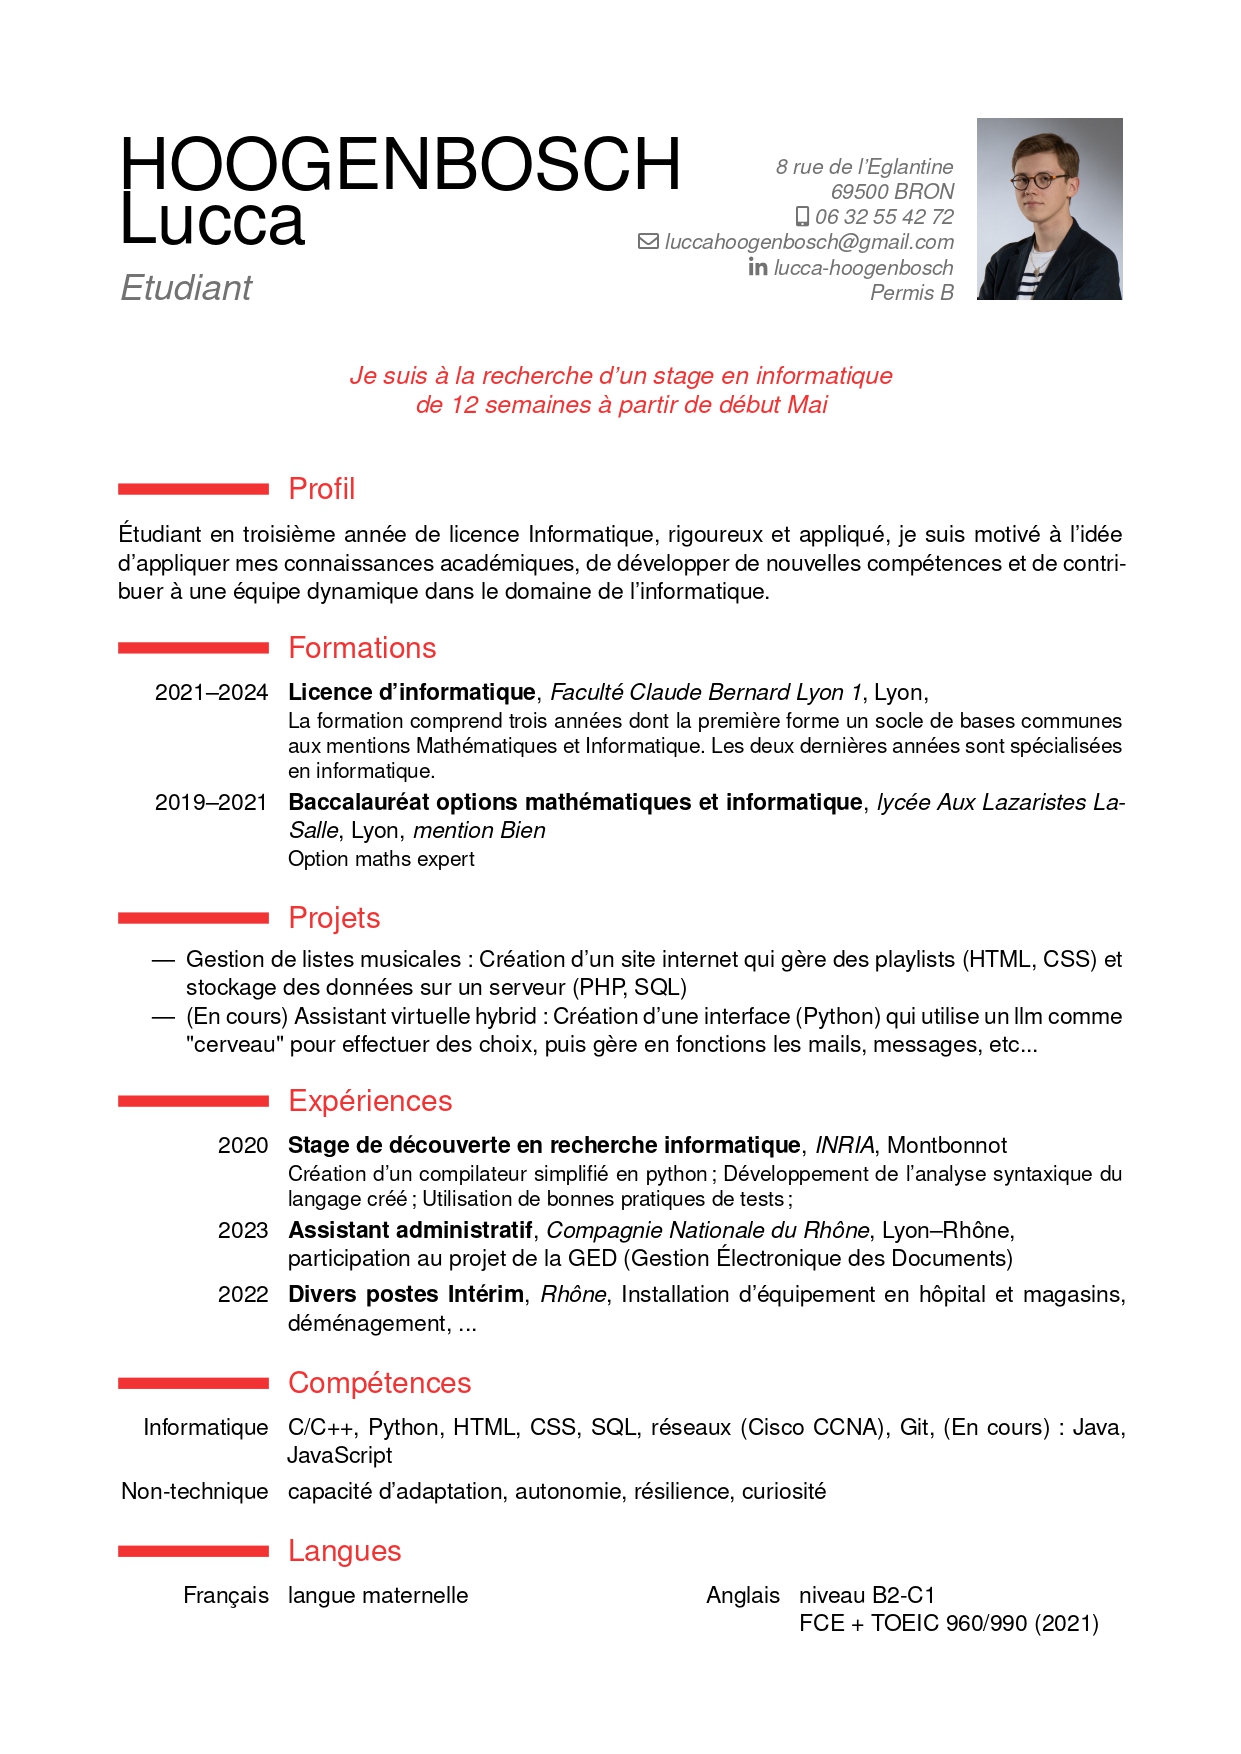 HOOGENBOSCH
Lucca
Etudiant
8 rue de l'Eglantine
69500 BRON
06 32 55 42 72
luccahoogenbosch@gmail.com
in lucca-hoogenbosch
Permis B
Je suis à la recherche d'un stage en informatique
de 12 semaines à partir de début Mai
Profil
Étudiant en troisième année de licence Informatique, rigoureux et appliqué, je suis motivé à l'idée
d'appliquer mes connaissances académiques, de développer de nouvelles compétences et de contri-
buer à une équipe dynamique dans le domaine de l'informatique.
Formations
2021–2024 Licence d'informatique, Faculté Claude Bernard Lyon 1, Lyon,
La formation comprend trois années dont la première forme un socle de bases communes
aux mentions Mathématiques et Informatique. Les deux dernières années sont spécialisées
en informatique.
2019–2021 Baccalauréat options mathématiques et informatique, lycée Aux Lazaristes La-
Salle, Lyon, mention Bien
Option maths expert
Projets
— Gestion de listes musicales : Création d'un site internet qui gère des playlists (HTML, CSS) et
stockage des données sur un serveur (PHP, SQL)
— (En cours) Assistant virtuelle hybrid : Création d'une interface (Python) qui utilise un llm comme
"cerveau" pour effectuer des choix, puis gère en fonctions les mails, messages, etc...
Expériences
2020 Stage de découverte en recherche informatique, INRIA, Montbonnot
Création d'un compilateur simplifié en python ; Développement de l'analyse syntaxique du
langage créé ; Utilisation de bonnes pratiques de tests ;
2023 Assistant administratif, Compagnie Nationale du Rhône, Lyon–Rhône,
participation au projet de la GED (Gestion Électronique des Documents)
2022 Divers postes Intérim, Rhône, Installation d'équipement en hôpital et magasins,
déménagement, ...
Compétences
Informatique C/C++, Python, HTML, CSS, SQL, réseaux (Cisco CCNA), Git, (En cours) : Java,
JavaScript
Non-technique capacité d'adaptation, autonomie, résilience, curiosité
Langues
Français langue maternelle Anglais niveau B2-C1
FCE + TOEIC 960/990 (2021)